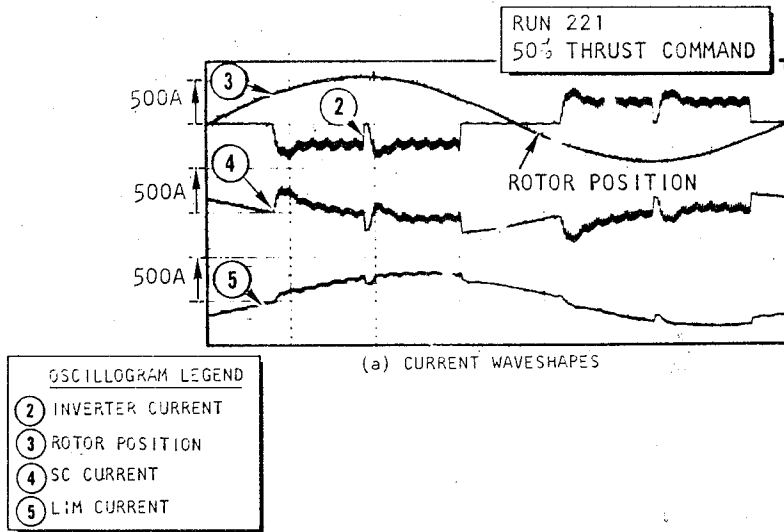 RUN 221
50% THRUST COMMAND
500A
3
2
ROTOR POSITION
500A
4
500A
5
(a) CURRENT WAVESHAPES
OSCILLOGRAM LEGEND
2 INVERTER CURRENT
3 ROTOR POSITION
4 SC CURRENT
5 LIM CURRENT